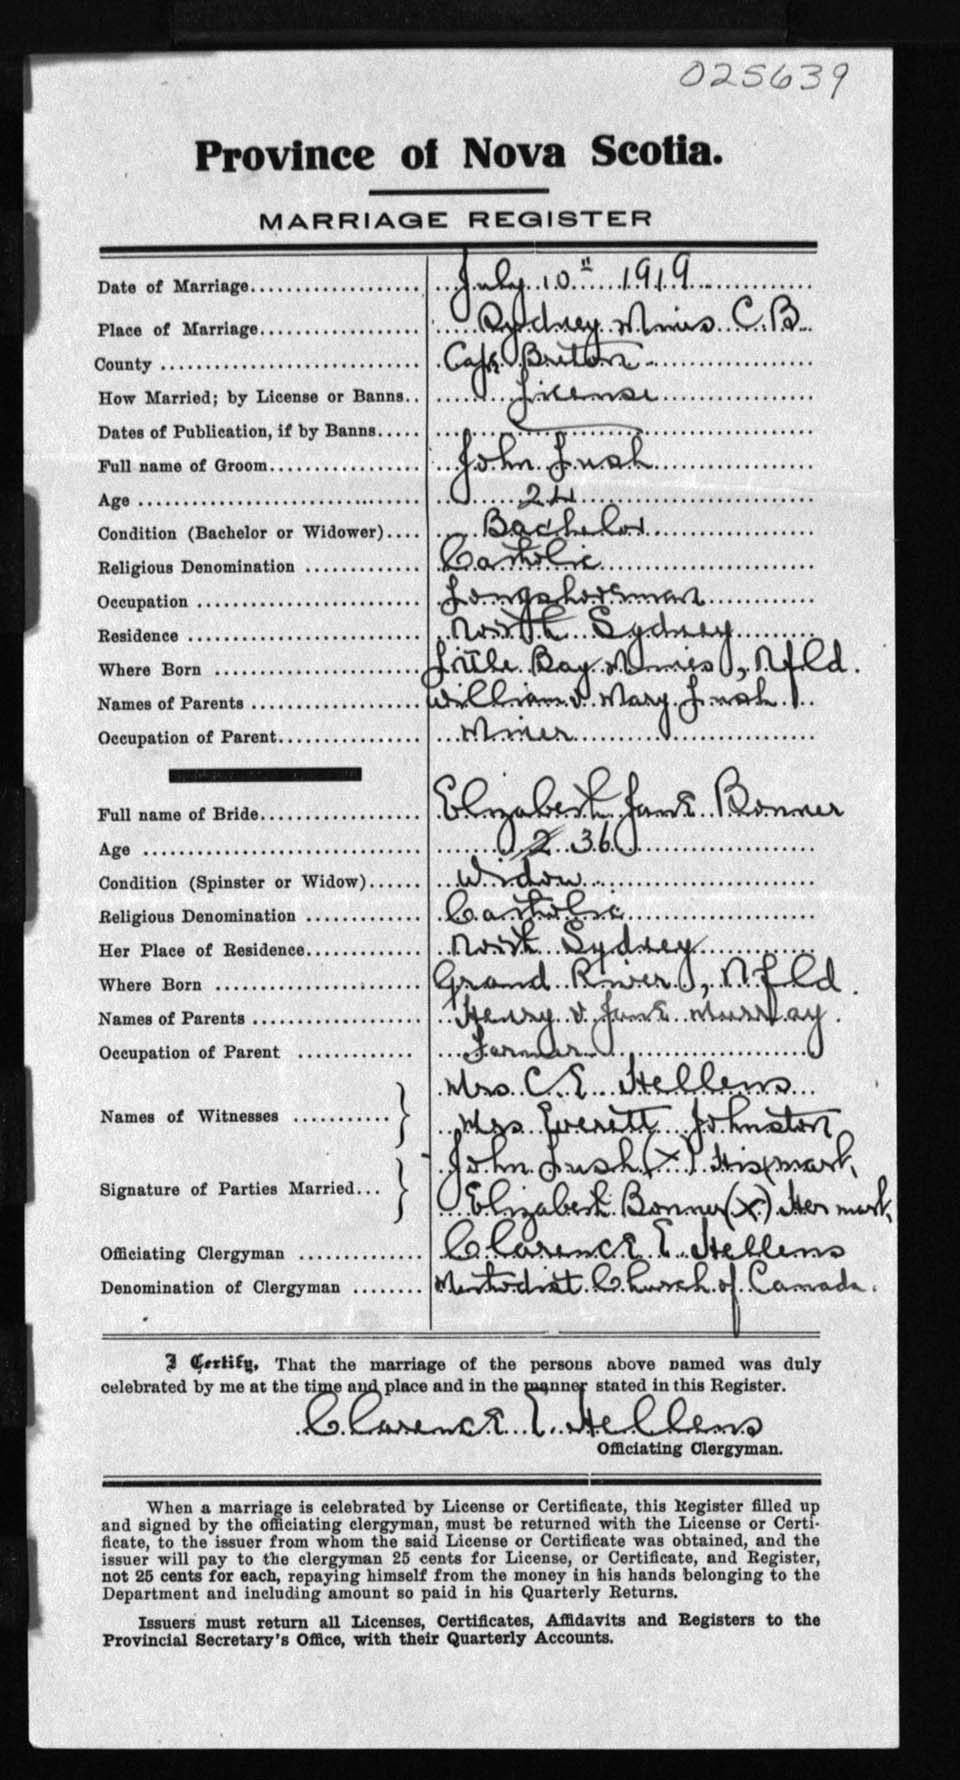 025639
Province of Nova Scotia.
MARRIAGE REGISTER
Date of Marriage July 10th 1919
Place of Marriage Sydney Mines C.B.
County Cape Breton
How Married; by License or Banns License
Dates of Publication, if by Banns
Full name of Groom John Lush
Age 24
Condition (Bachelor or Widower) Bachelor
Religious Denomination Catholic
Occupation Longshoreman
Residence North Sydney
Where Born Little Bay Mines, Nfld.
Names of Parents William & Mary Lush
Occupation of Parent Miner
Full name of Bride Elizabeth Jane Bonner
Age 2 36
Condition (Spinster or Widow) Widow
Religious Denomination Catholic
Her Place of Residence North Sydney
Where Born Grand River, Nfld.
Names of Parents Henry & Jane Murray.
Occupation of Parent Farmer
Names of Witnesses } Mrs C. E. Hellens
Mrs Everett Johnston
Signature of Parties Married } John Lush (X) His mark
Elizabeth Bonner (X) Her mark
Officiating Clergyman Clarence E. Hellens
Denomination of Clergyman Methodist Church of Canada.
I Certify, That the marriage of the persons above named was duly
celebrated by me at the time and place and in the manner stated in this Register.
Clarence E. Hellens
Officiating Clergyman.
When a marriage is celebrated by License or Certificate, this Register filled up
and signed by the officiating clergyman, must be returned with the License or Certi-
ficate, to the issuer from whom the said License or Certificate was obtained, and the
issuer will pay to the clergyman 25 cents for License, or Certificate, and Register,
not 25 cents for each, repaying himself from the money in his hands belonging to the
Department and including amount so paid in his Quarterly Returns.
Issuers must return all Licenses, Certificates, Affidavits and Registers to the
Provincial Secretary's Office, with their Quarterly Accounts.